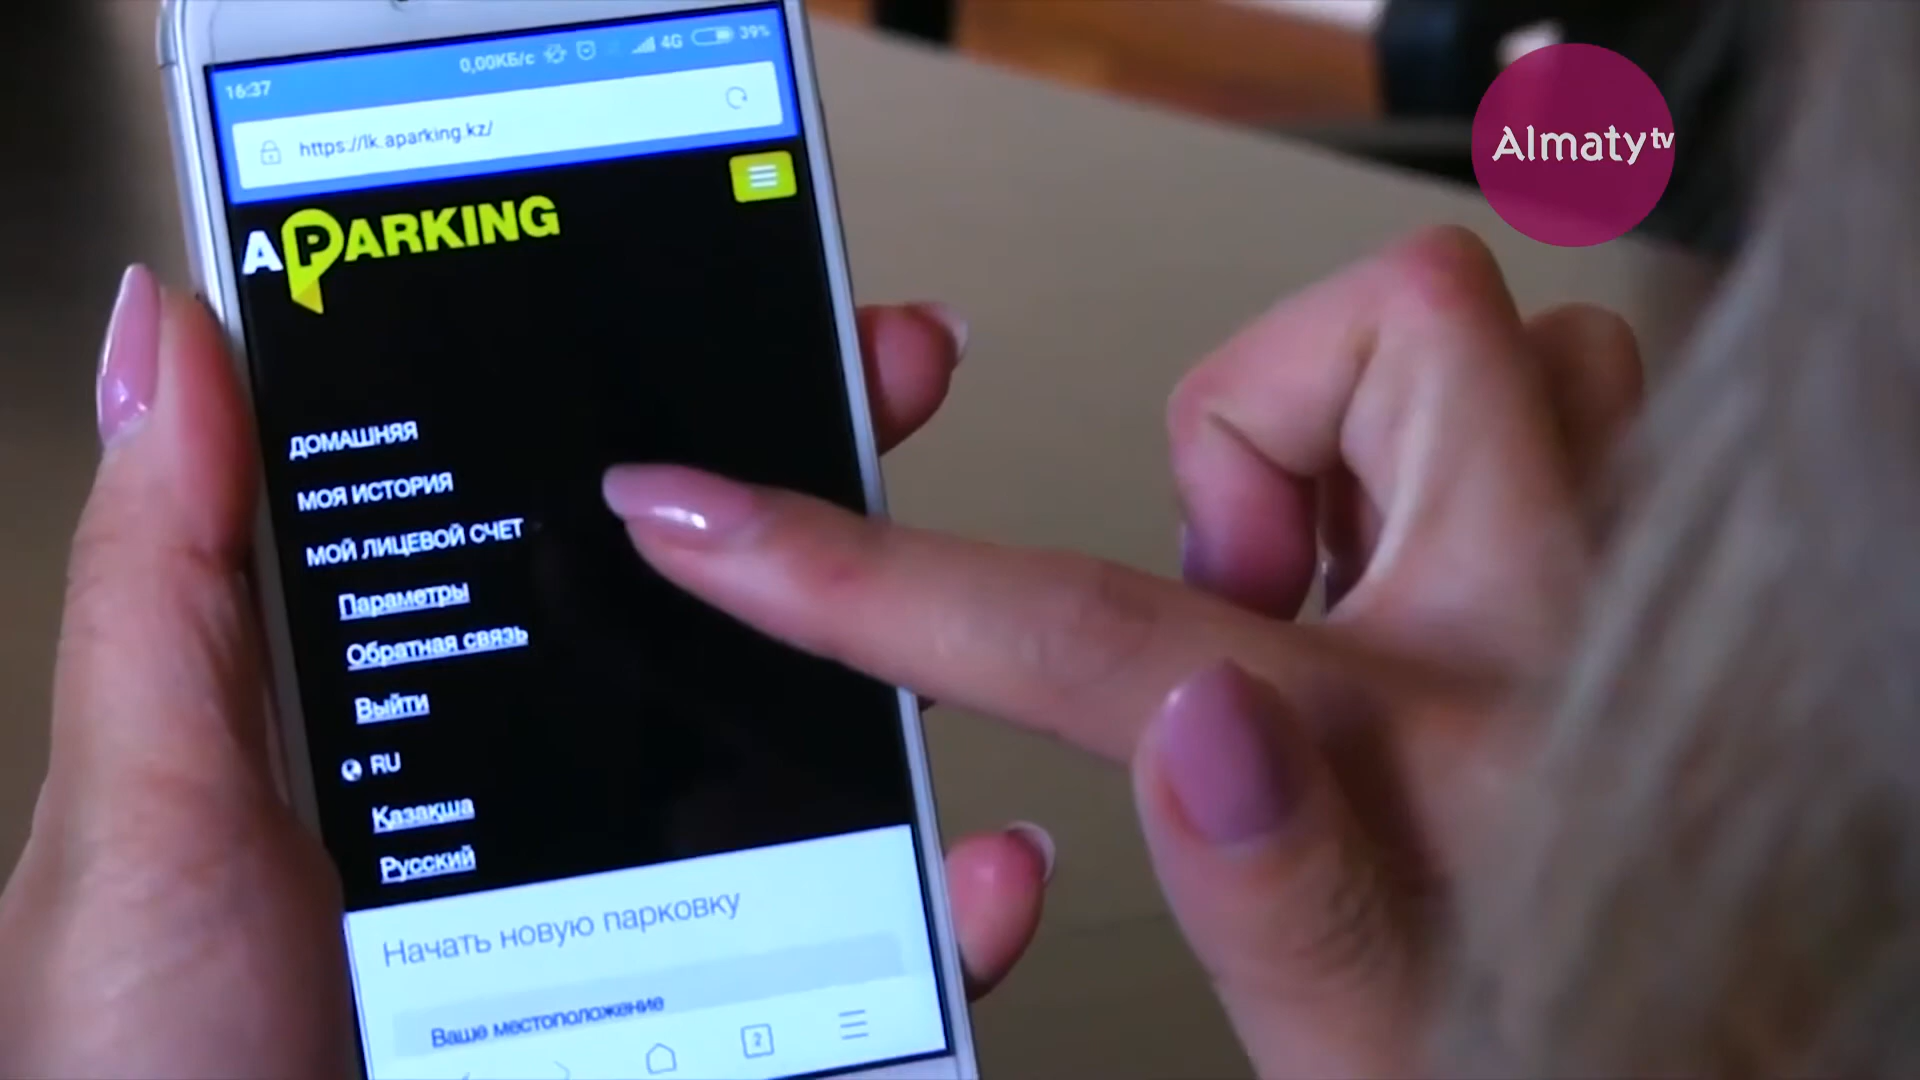 16:37 0,00КБ/с 4G 39%
https://lk.aparking.kz/
Almaty tv
APARKING
ДОМАШНЯЯ
МОЯ ИСТОРИЯ
МОЙ ЛИЦЕВОЙ СЧЕТ
Параметры
Обратная связь
Выйти
RU
Қазақша
Русский
Начать новую парковку
Ваше местоположение
2